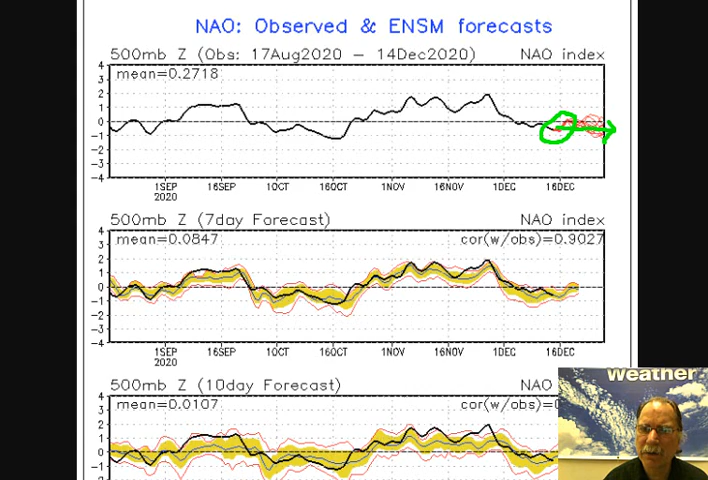 NAO: Observed & ENSM forecasts
500mb Z (Obs: 17Aug2020 – 14Dec2020) NAO index
mean=0.2718
4
3
2
1
0
-1
-2
-3
-4
1SEP 16SEP 1OCT 16OCT 1NOV 16NOV 1DEC 16DEC
2020
500mb Z (7day Forecast) NAO index
mean=0.0847 cor(w/obs)=0.9027
4
3
2
1
0
-1
-2
-3
-4
1SEP 16SEP 1OCT 16OCT 1NOV 16NOV 1DEC 16DEC
2020
500mb Z (10day Forecast) NAO
mean=0.0107 cor(w/obs)=0.
4
3
2
1
0
-1
weather